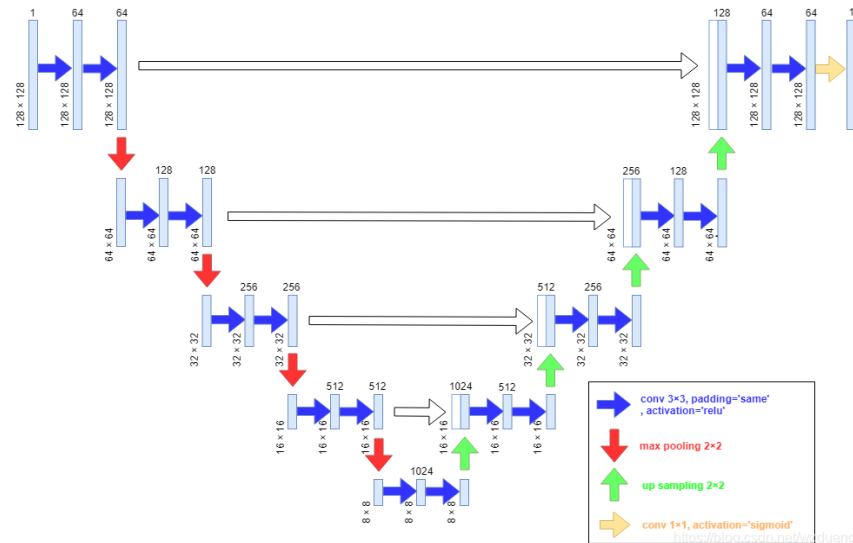 1 64 64 128 64 64 1
128 × 128 128 × 128 128 × 128 128 × 128 128 × 128 128 × 128
128 128 256 128
64 × 64 64 × 64 64 × 64 64 × 64 64 × 64 64 × 64
256 256 512 256
32 × 32 32 × 32 32 × 32 32 × 32 32 × 32 32 × 32
512 512 1024 512
16 × 16 16 × 16 16 × 16 16 × 16 16 × 16 16 × 16
1024
8 × 8 8 × 8 8 × 8
conv 3×3, padding='same'
, activation='relu'
max pooling 2×2
up sampling 2×2
conv 1×1, activation='sigmoid'